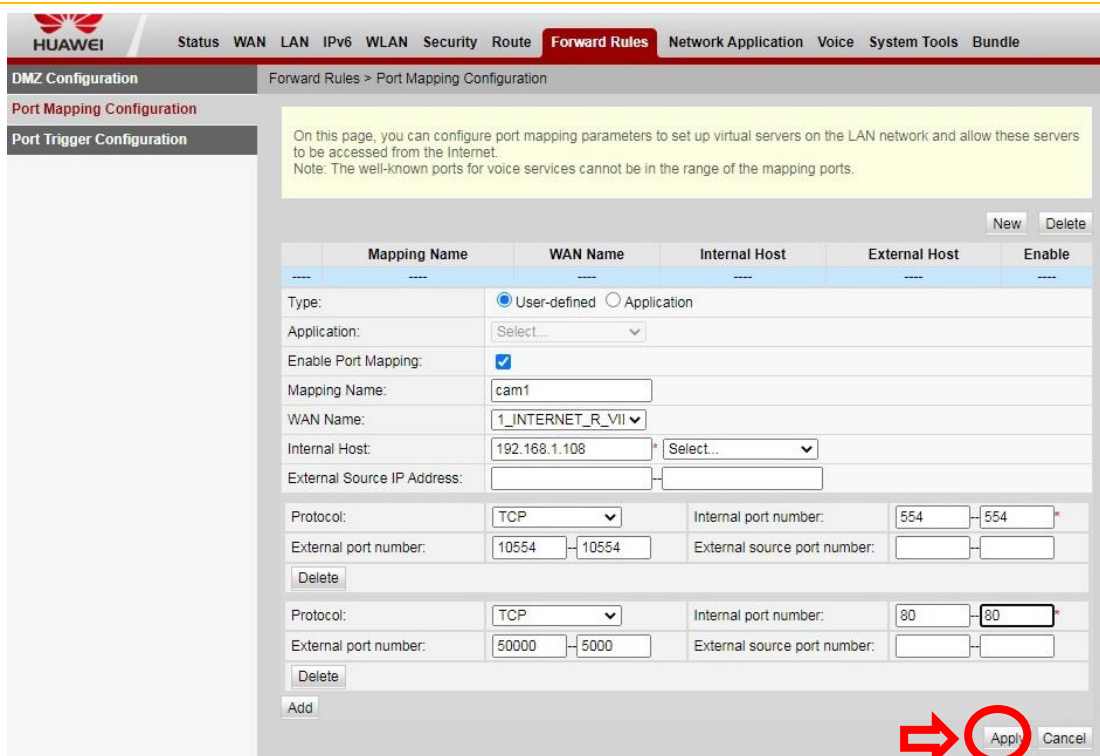 HUAWEI
Status WAN LAN IPv6 WLAN Security Route Forward Rules Network Application Voice System Tools Bundle
DMZ Configuration
Forward Rules > Port Mapping Configuration
Port Mapping Configuration
Port Trigger Configuration
On this page, you can configure port mapping parameters to set up virtual servers on the LAN network and allow these servers
to be accessed from the Internet.
Note: The well-known ports for voice services cannot be in the range of the mapping ports.
New Delete
Mapping Name WAN Name Internal Host External Host Enable
---- ---- ---- ---- ---- ----
Type: User-defined Application
Application: Select...
Enable Port Mapping:
Mapping Name: cam1
WAN Name: 1_INTERNET_R_VII
Internal Host: 192.168.1.108 * Select...
External Source IP Address: --
Protocol: TCP Internal port number: 554 -- 554 *
External port number: 10554 -- 10554 External source port number: --
Delete
Protocol: TCP Internal port number: 80 -- 80 *
External port number: 50000 -- 5000 External source port number: --
Delete
Add
Apply Cancel